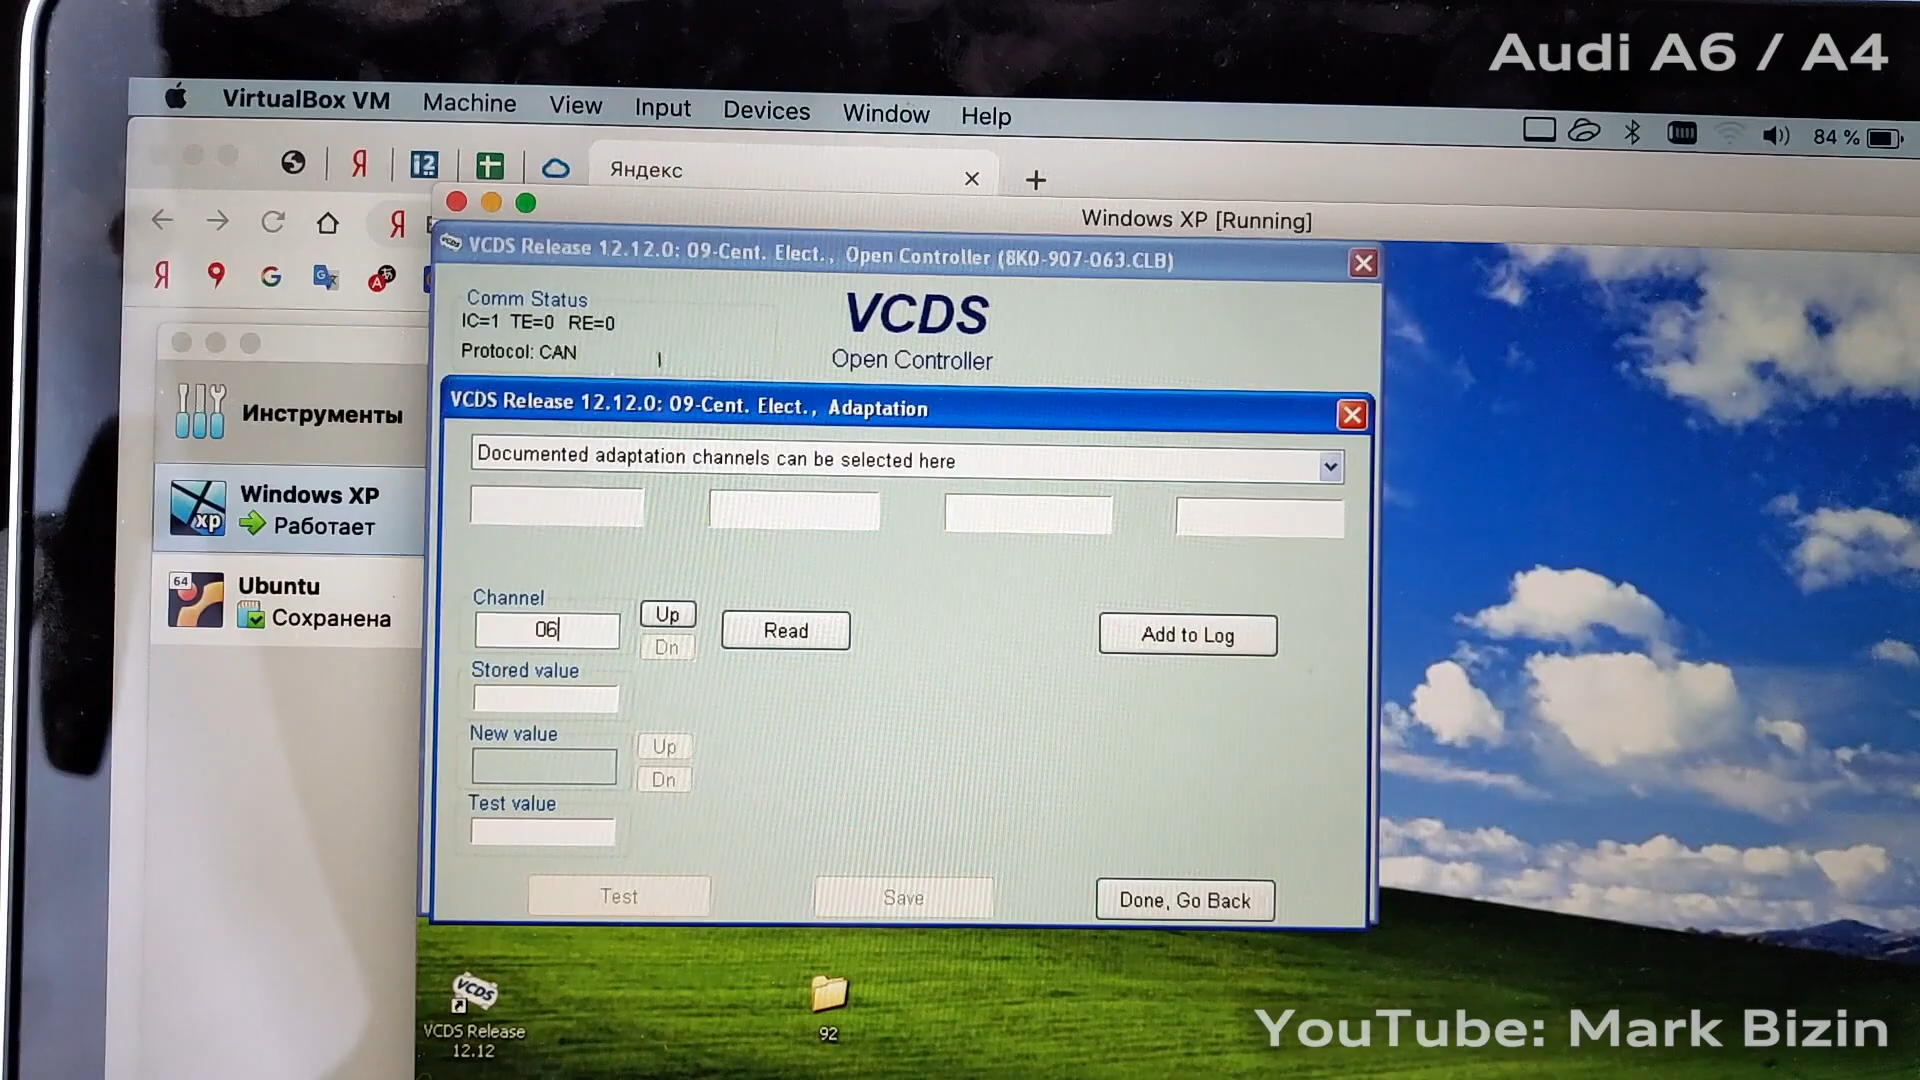 Audi A6 / A4
VirtualBox VM Machine View Input Devices Window Help
84 %
Я
Яндекс
Я
Windows XP [Running]
Я G
VCDS Release 12.12.0: 09-Cent. Elect., Open Controller (8K0-907-063.CLB)
Comm Status
IC=1 TE=0 RE=0
Protocol: CAN
VCDS
Open Controller
VCDS Release 12.12.0: 09-Cent. Elect., Adaptation
Documented adaptation channels can be selected here
Инструменты
Windows XP
xp
Работает
64
Ubuntu
Сохранена
Channel
06
Up
Dn
Read
Add to Log
Stored value
New value
Up
Dn
Test value
Test
Save
Done, Go Back
VCDS
VCDS Release
12.12
92
YouTube: Mark Bizin